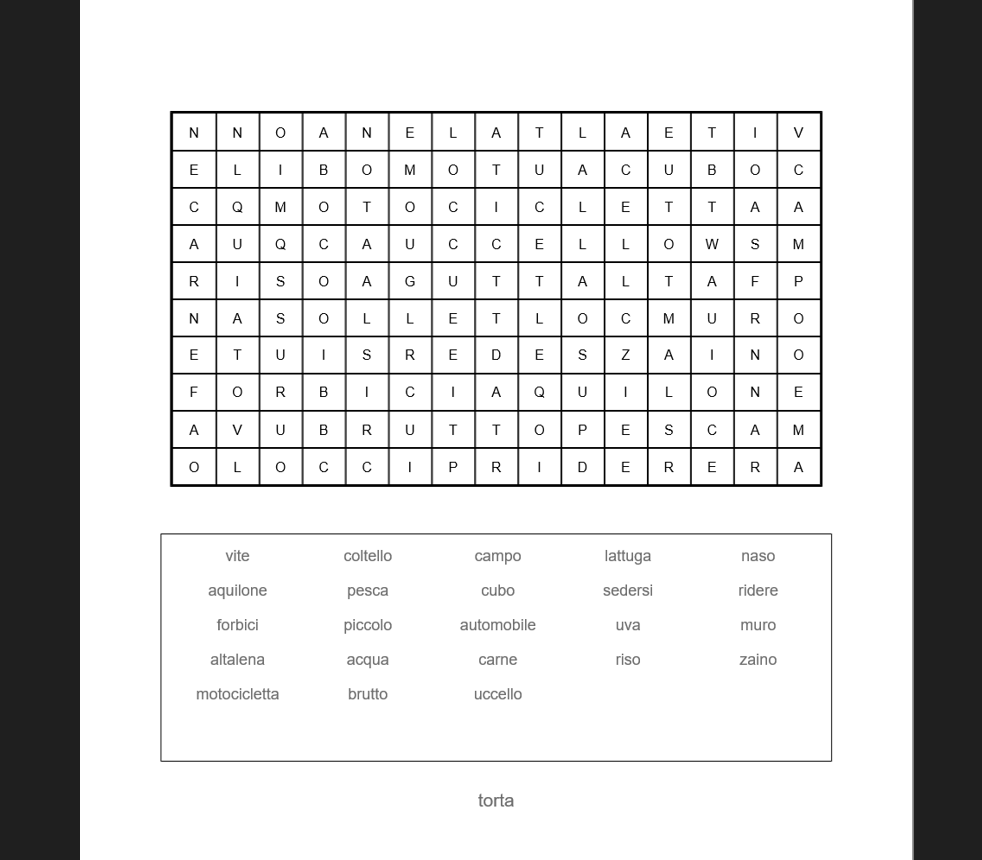 N N O A N E L A T L A E T I V
E L I B O M O T U A C U B O C
C Q M O T O C I C L E T T A A
A U Q C A U C C E L L O W S M
R I S O A G U T T A L T A F P
N A S O L L E T L O C M U R O
E T U I S R E D E S Z A I N O
F O R B I C I A Q U I L O N E
A V U B R U T T O P E S C A M
O L O C C I P R I D E R E R A
vite coltello campo lattuga naso
aquilone pesca cubo sedersi ridere
forbici piccolo automobile uva muro
altalena acqua carne riso zaino
motocicletta brutto uccello
torta